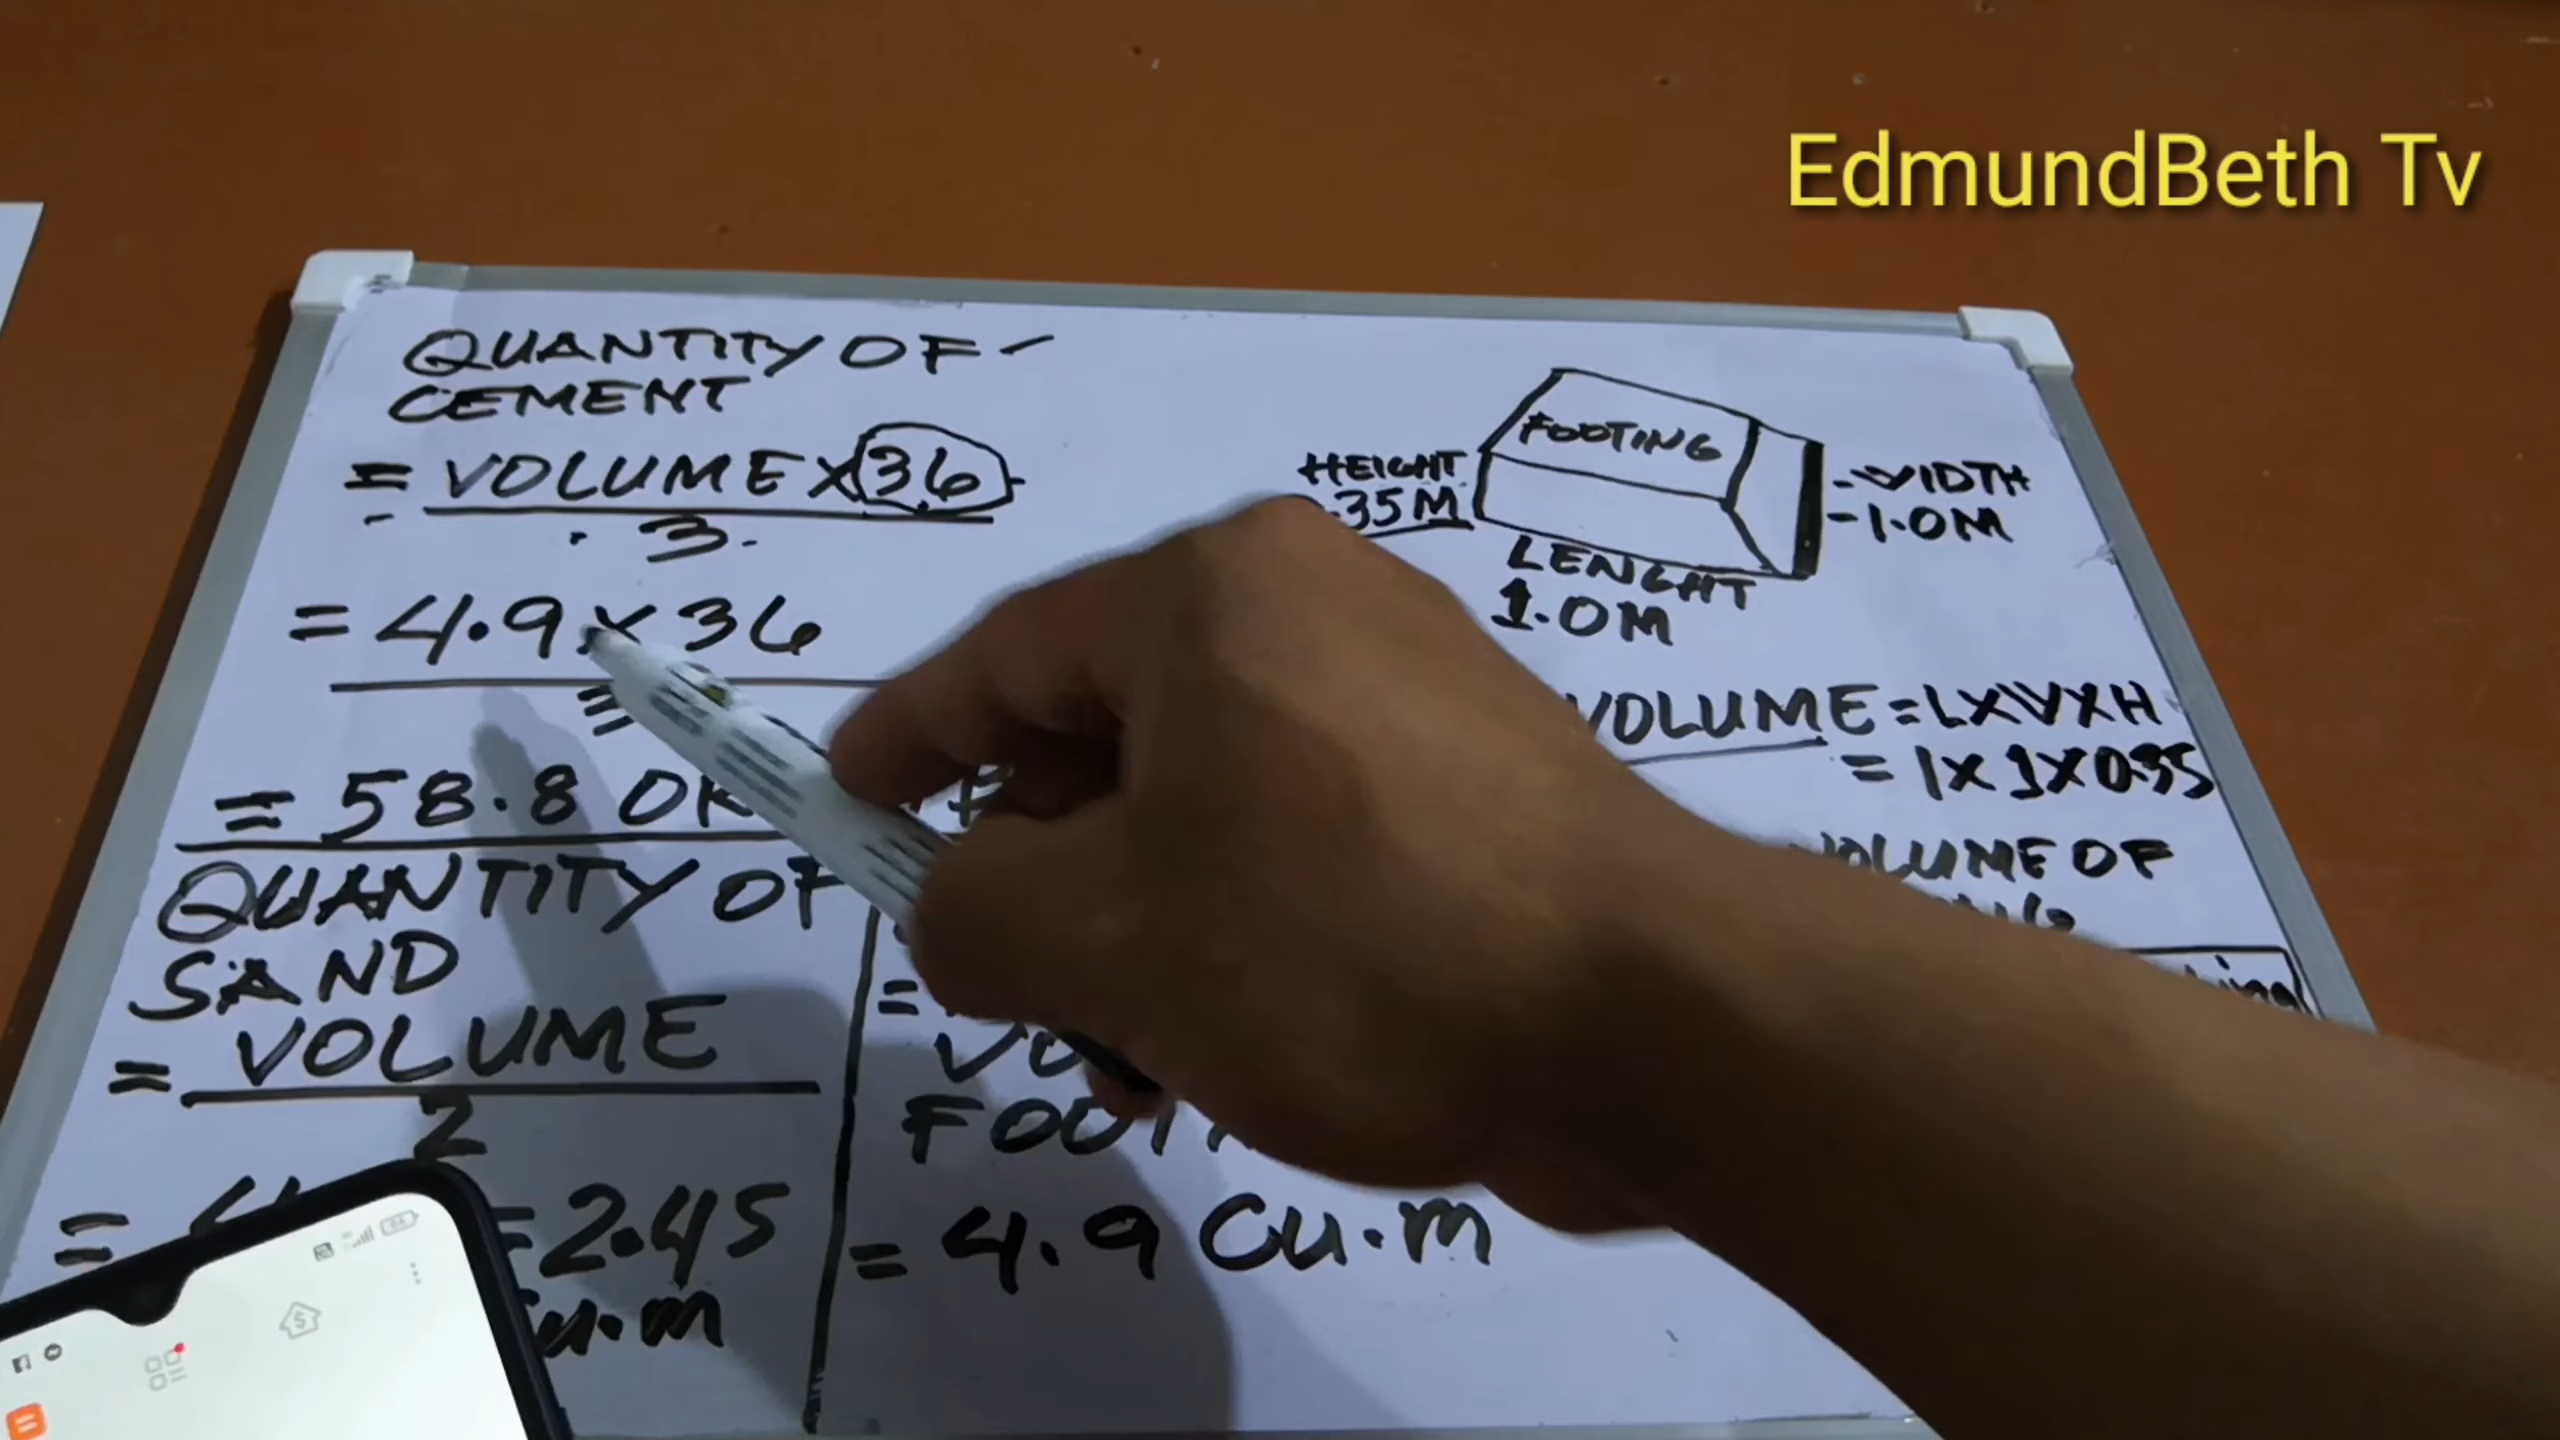 EdmundBeth Tv
QUANTITY OF
CEMENT
= VOLUME X 36
3
= 4.9 X 36
= 58.8 OR
QUANTITY OF
SAND
= VOLUME
2
= 2.45
cu.m
FOOTING
HEIGHT
.35M
- WIDTH
- 1.0M
LENGHT
1.0M
VOLUME = LXWXH
= 1X1X0.35
VOLUME OF
= 4.9 Cu.m